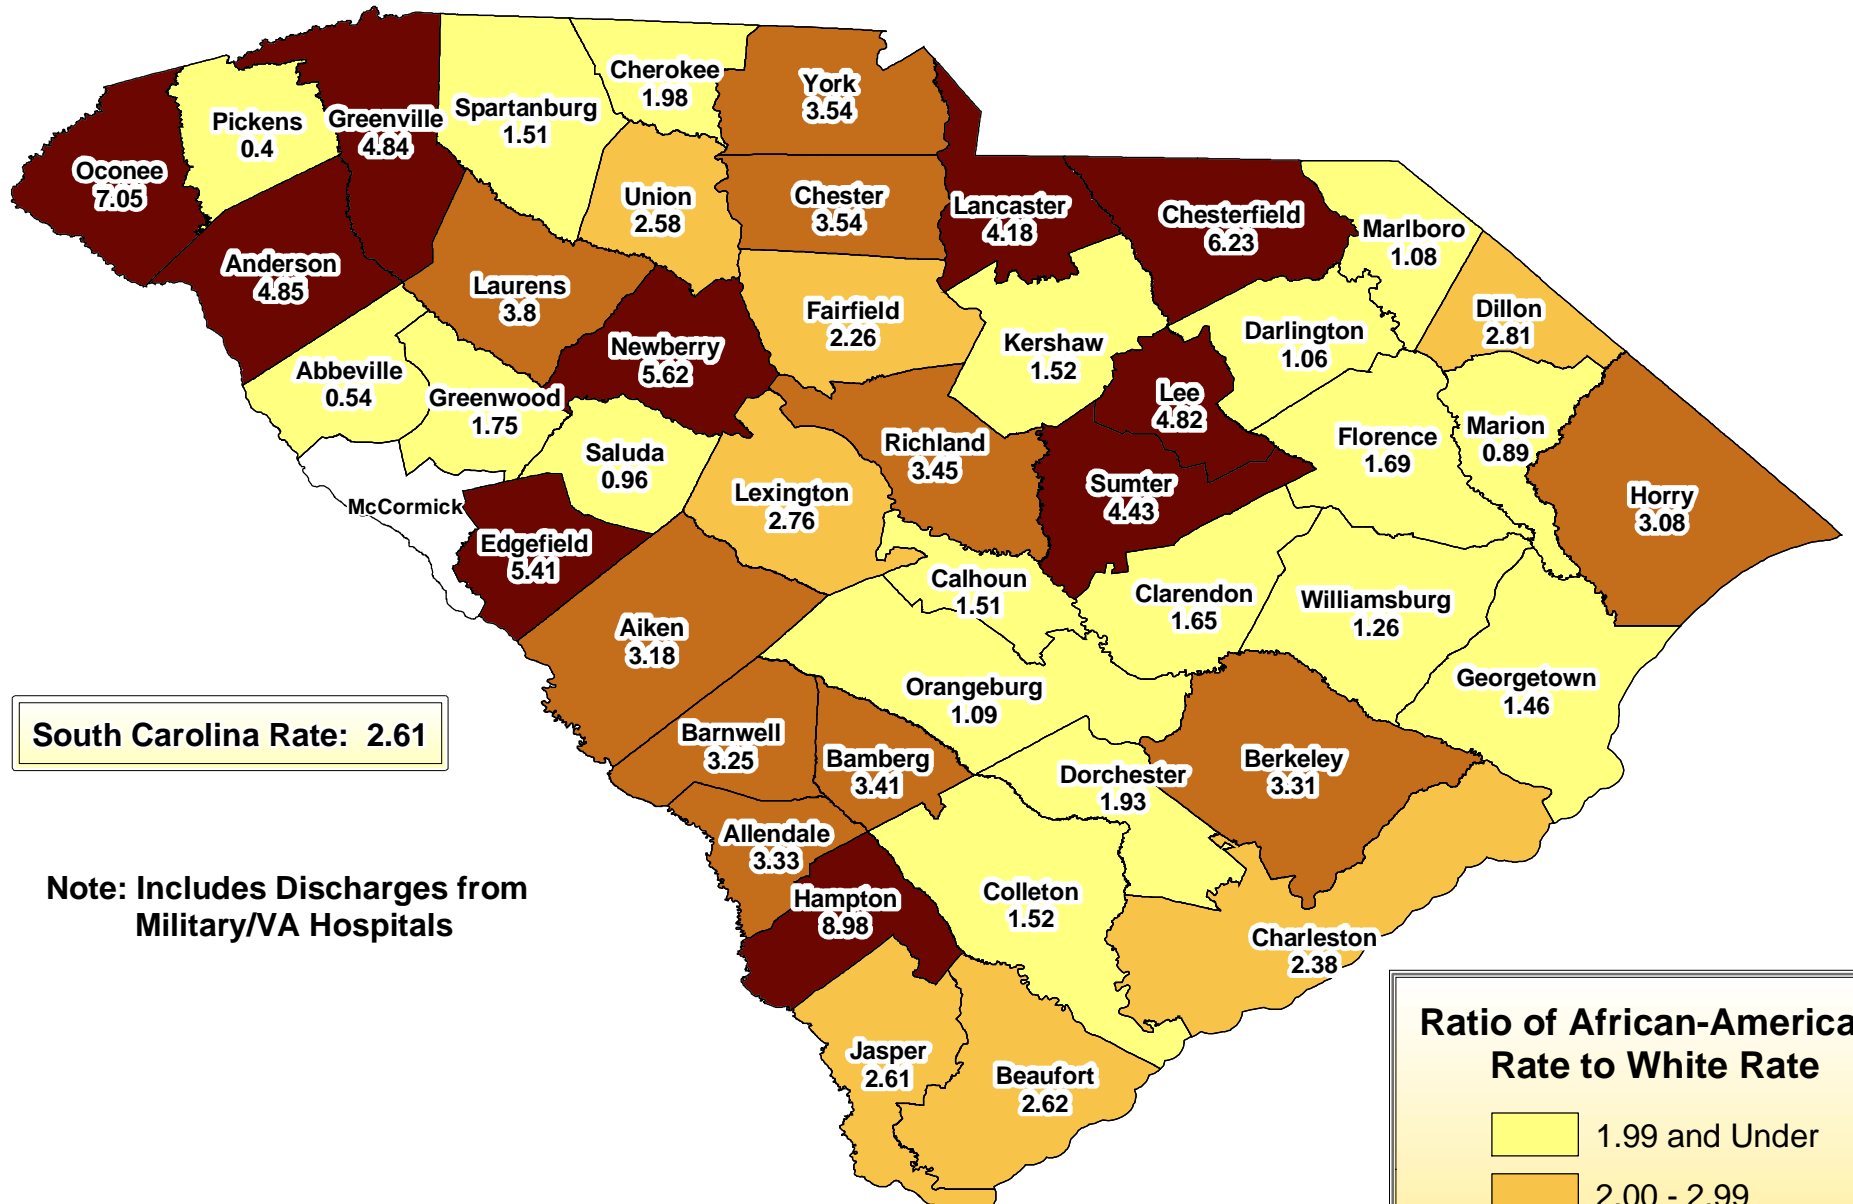 Cherokee
1.98
York
3.54
Spartanburg
1.51
Pickens
0.4
Greenville
4.84
Oconee
7.05
Union
2.58
Chester
3.54
Lancaster
4.18
Chesterfield
6.23
Marlboro
1.08
Anderson
4.85
Laurens
3.8
Fairfield
2.26
Dillon
2.81
Newberry
5.62
Kershaw
1.52
Darlington
1.06
Abbeville
0.54
Greenwood
1.75
Lee
4.82
Saluda
0.96
Richland
3.45
Florence
1.69
Marion
0.89
McCormick
Lexington
2.76
Sumter
4.43
Horry
3.08
Edgefield
5.41
Calhoun
1.51
Clarendon
1.65
Williamsburg
1.26
Aiken
3.18
Orangeburg
1.09
Georgetown
1.46
South Carolina Rate: 2.61
Barnwell
3.25
Bamberg
3.41
Dorchester
1.93
Berkeley
3.31
Allendale
3.33
Note: Includes Discharges from
Military/VA Hospitals
Hampton
8.98
Colleton
1.52
Charleston
2.38
Jasper
2.61
Beaufort
2.62
Ratio of African-America
Rate to White Rate
1.99 and Under
2.00 - 2.99